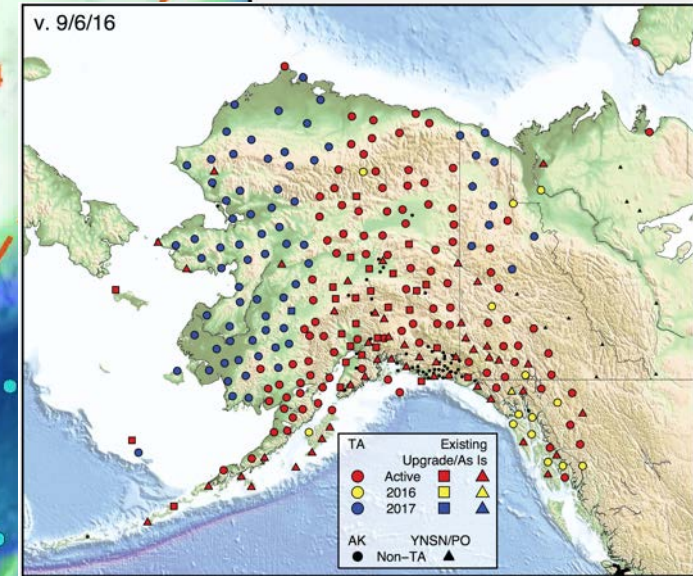 v. 9/6/16
TA Existing
Upgrade/As Is
Active
2016
2017
AK YNSN/PO
Non-TA